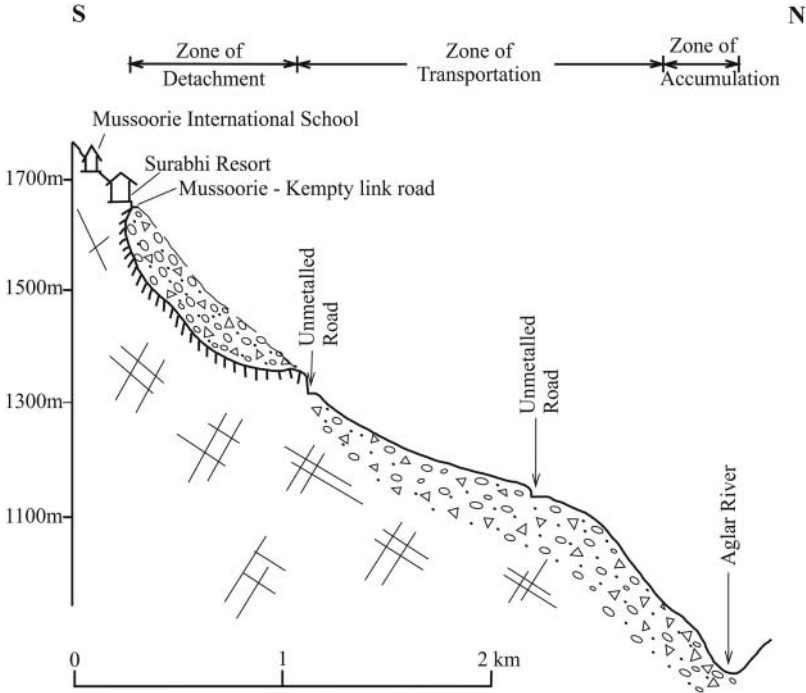 S
N
Zone of
Detachment
Zone of
Transportation
Zone of
Accumulation
Mussoorie International School
Surabhi Resort
Mussoorie - Kempty link road
1700m
1500m
1300m
1100m
Unmetalled
Road
Unmetalled
Road
Aglar River
0
1
2 km